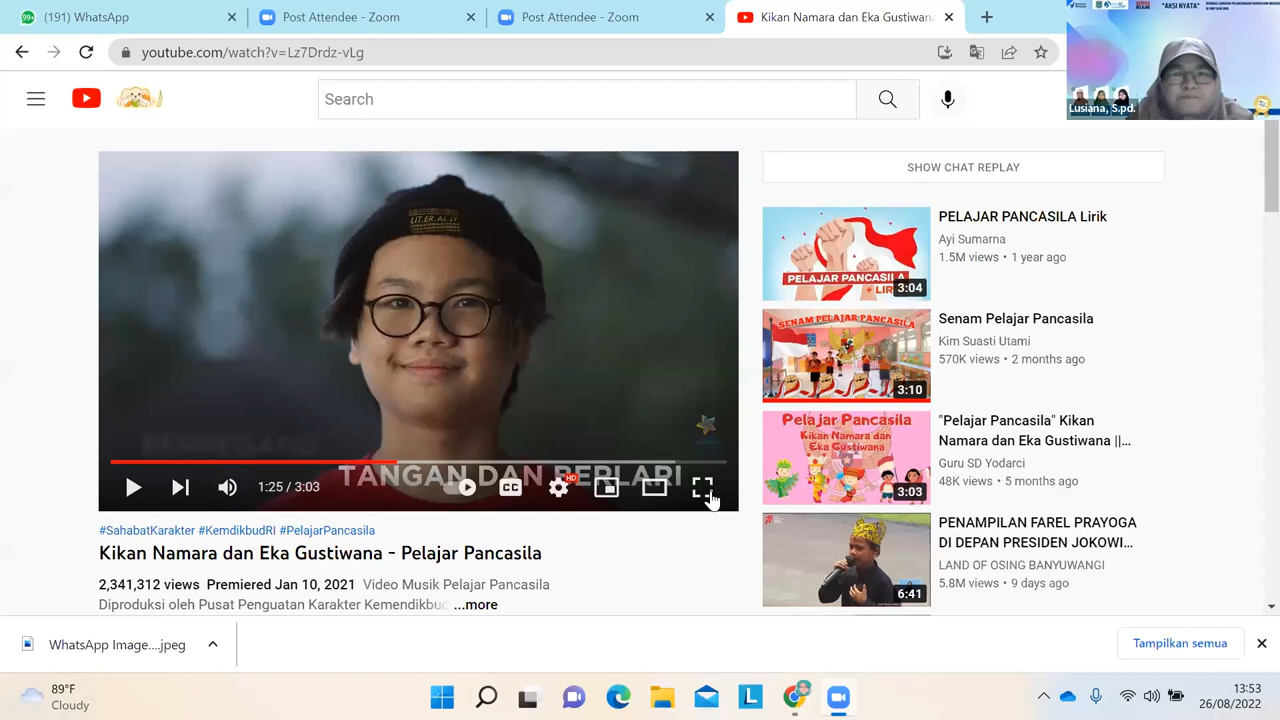 (191) WhatsApp
Post Attendee - Zoom
Zoom
Kikan Namara dan Eka Gustiwana
"AKSI NYATA"
youtube.com/watch?v=Lz7Drdz-vLg
Lusiana, S.pd.
Search
SHOW CHAT REPLAY
LIT.ER.AL.LY
TANGAN DAN BERLARI
1:25 / 3:03
CC
HD
PELAJAR PANCASILA
+ LIRIK
3:04
PELAJAR PANCASILA Lirik
Ayi Sumarna
1.5M views • 1 year ago
SENAM PELAJAR PANCASILA
3:10
Senam Pelajar Pancasila
Kim Suasti Utami
570K views • 2 months ago
Pelajar Pancasila
Kikan Namara dan
Eka Gustiwana
3:03
"Pelajar Pancasila" Kikan
Namara dan Eka Gustiwana ||...
Guru SD Yodarci
48K views • 5 months ago
6:41
PENAMPILAN FAREL PRAYOGA
DI DEPAN PRESIDEN JOKOWI...
LAND OF OSING BANYUWANGI
5.8M views • 9 days ago
#SahabatKarakter #KemdikbudRI #PelajarPancasila
Kikan Namara dan Eka Gustiwana - Pelajar Pancasila
2,341,312 views Premiered Jan 10, 2021 Video Musik Pelajar Pancasila
Diproduksi oleh Pusat Penguatan Karakter Kemendikbud ...more
WhatsApp Image....jpeg
Tampilkan semua
89°F
Cloudy
L
13:53
26/08/2022